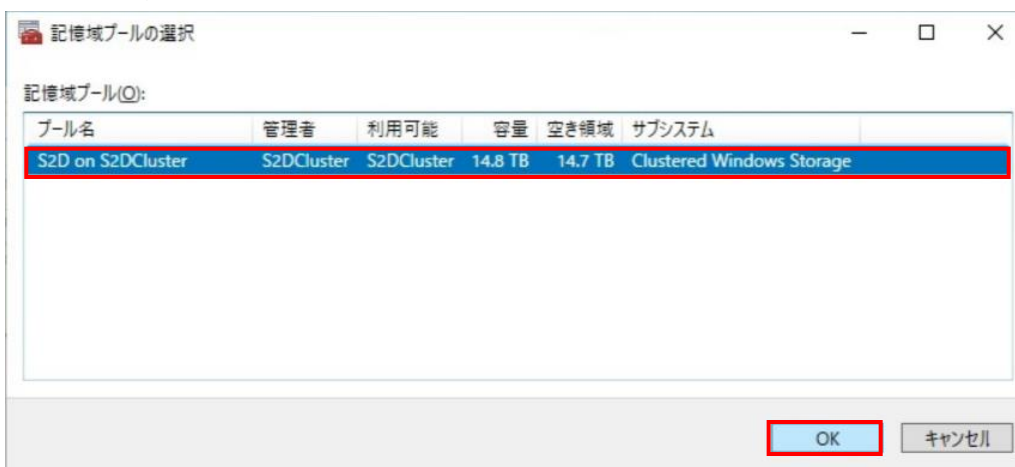 記憶域プールの選択
記憶域プール(O):
プール名 管理者 利用可能 容量 空き領域 サブシステム
S2D on S2DCluster S2DCluster S2DCluster 14.8 TB 14.7 TB Clustered Windows Storage
OK キャンセル